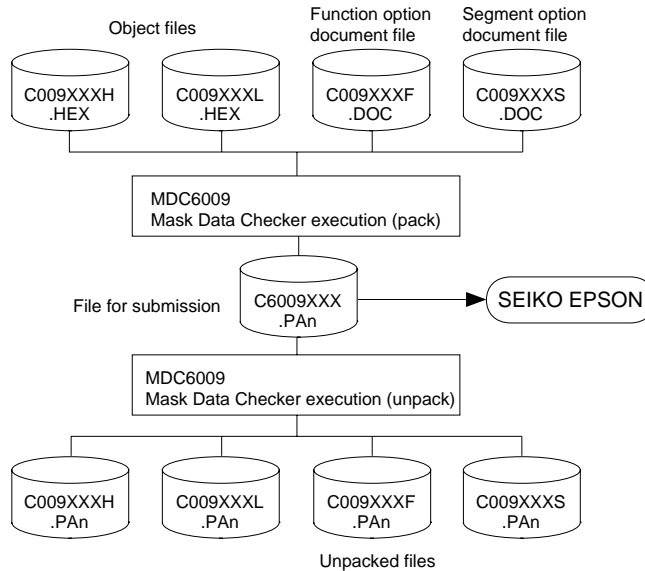 Object files
Function option
document file
Segment option
document file
C009XXXH
.HEX
C009XXXL
.HEX
C009XXXF
.DOC
C009XXXS
.DOC
MDC6009
Mask Data Checker execution (pack)
File for submission
C6009XXX
.PAn
SEIKO EPSON
MDC6009
Mask Data Checker execution (unpack)
C009XXXH
.PAn
C009XXXL
.PAn
C009XXXF
.PAn
C009XXXS
.PAn
Unpacked files